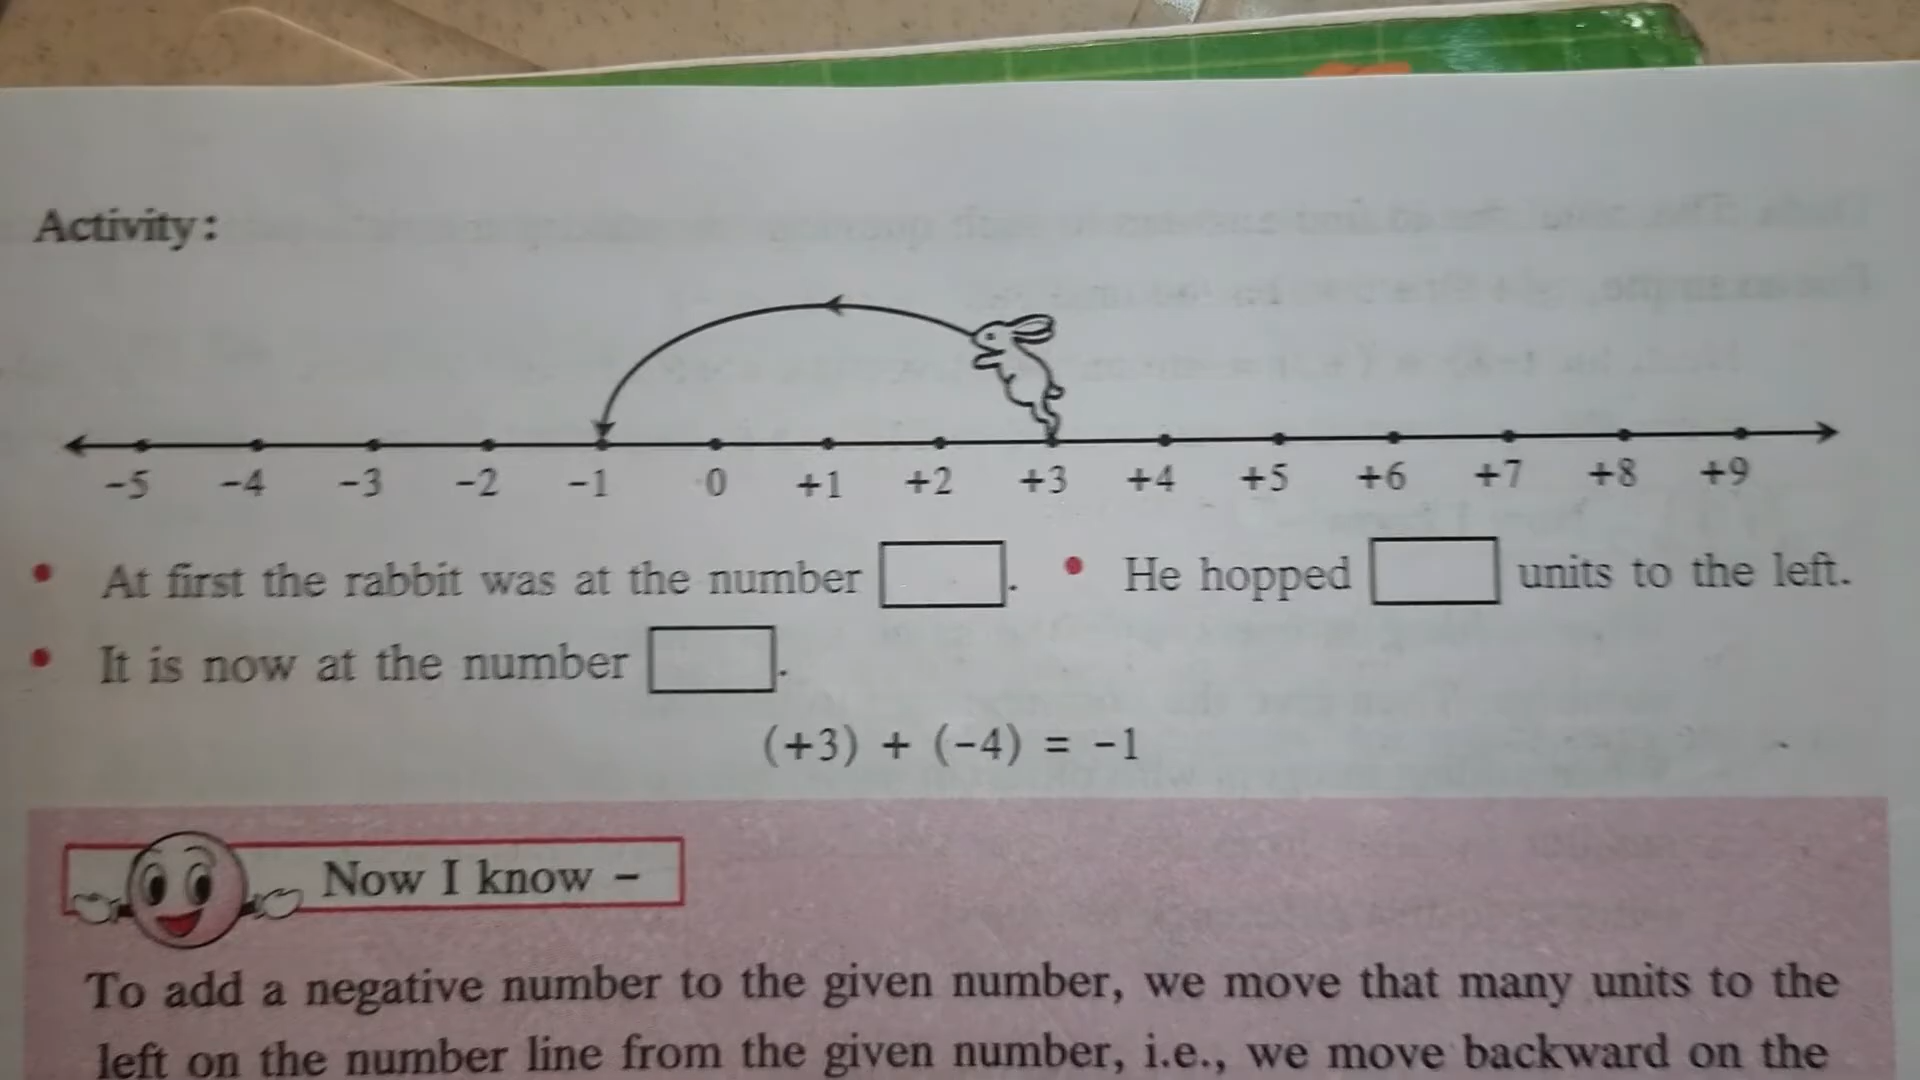 Activity:
-5 -4 -3 -2 -1 0 +1 +2 +3 +4 +5 +6 +7 +8 +9
• At first the rabbit was at the number . • He hopped units to the left.
• It is now at the number .
(+3) + (-4) = -1
Now I know -
To add a negative number to the given number, we move that many units to the
left on the number line from the given number, i.e., we move backward on the